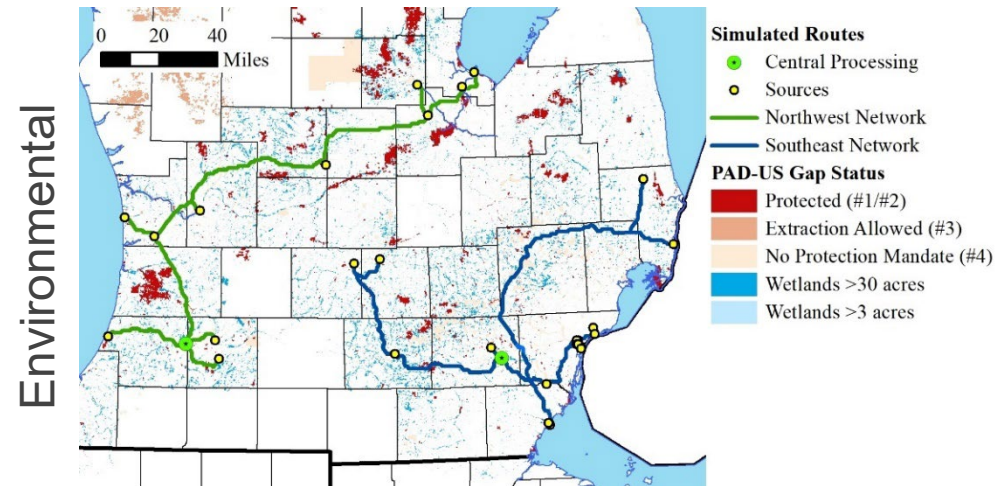 Environmental
0 20 40
Miles
Simulated Routes
Central Processing
Sources
Northwest Network
Southeast Network
PAD-US Gap Status
Protected (#1/#2)
Extraction Allowed (#3)
No Protection Mandate (#4)
Wetlands >30 acres
Wetlands >3 acres